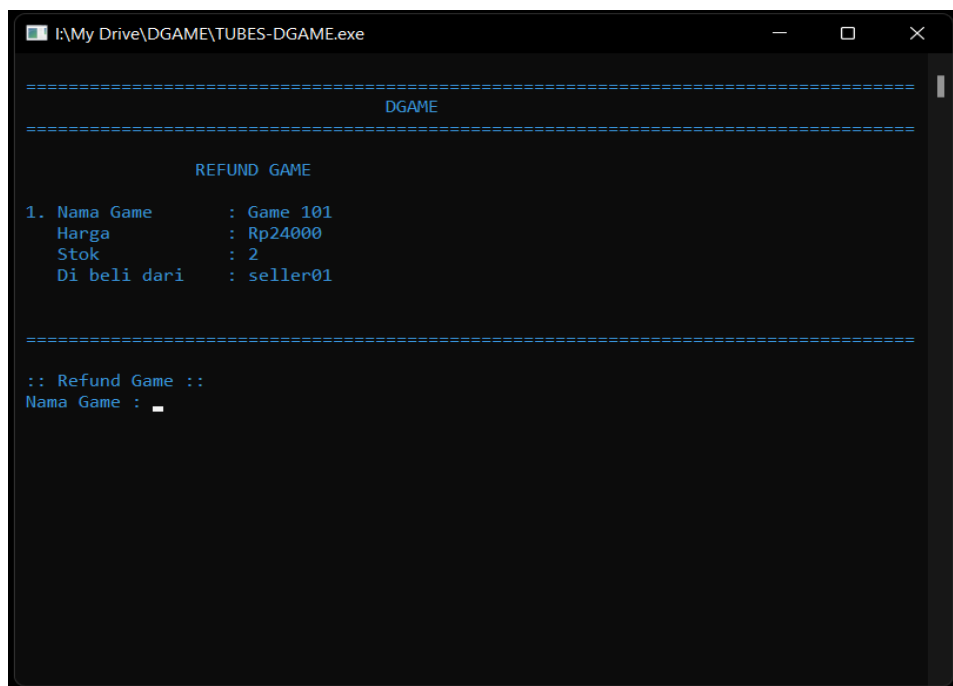 I:\My Drive\DGAME\TUBES-DGAME.exe
=====================================================================================
DGAME
=====================================================================================
REFUND GAME
1. Nama Game : Game 101
Harga : Rp24000
Stok : 2
Di beli dari : seller01
=====================================================================================
:: Refund Game ::
Nama Game : _